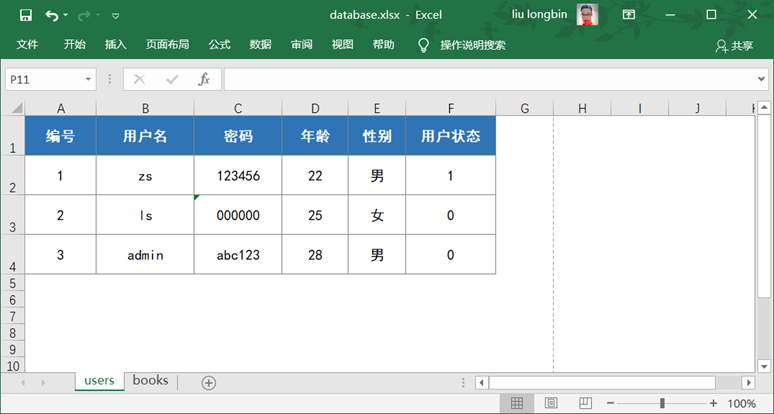 database.xlsx - Excel
liu longbin
文件 开始 插入 页面布局 公式 数据 审阅 视图 帮助 操作说明搜索 共享
P11 fx
A B C D E F G H I J
1 编号 用户名 密码 年龄 性别 用户状态
2 1 zs 123456 22 男 1
3 2 ls 000000 25 女 0
4 3 admin abc123 28 男 0
5
6
7
8
9
10
users books
100%